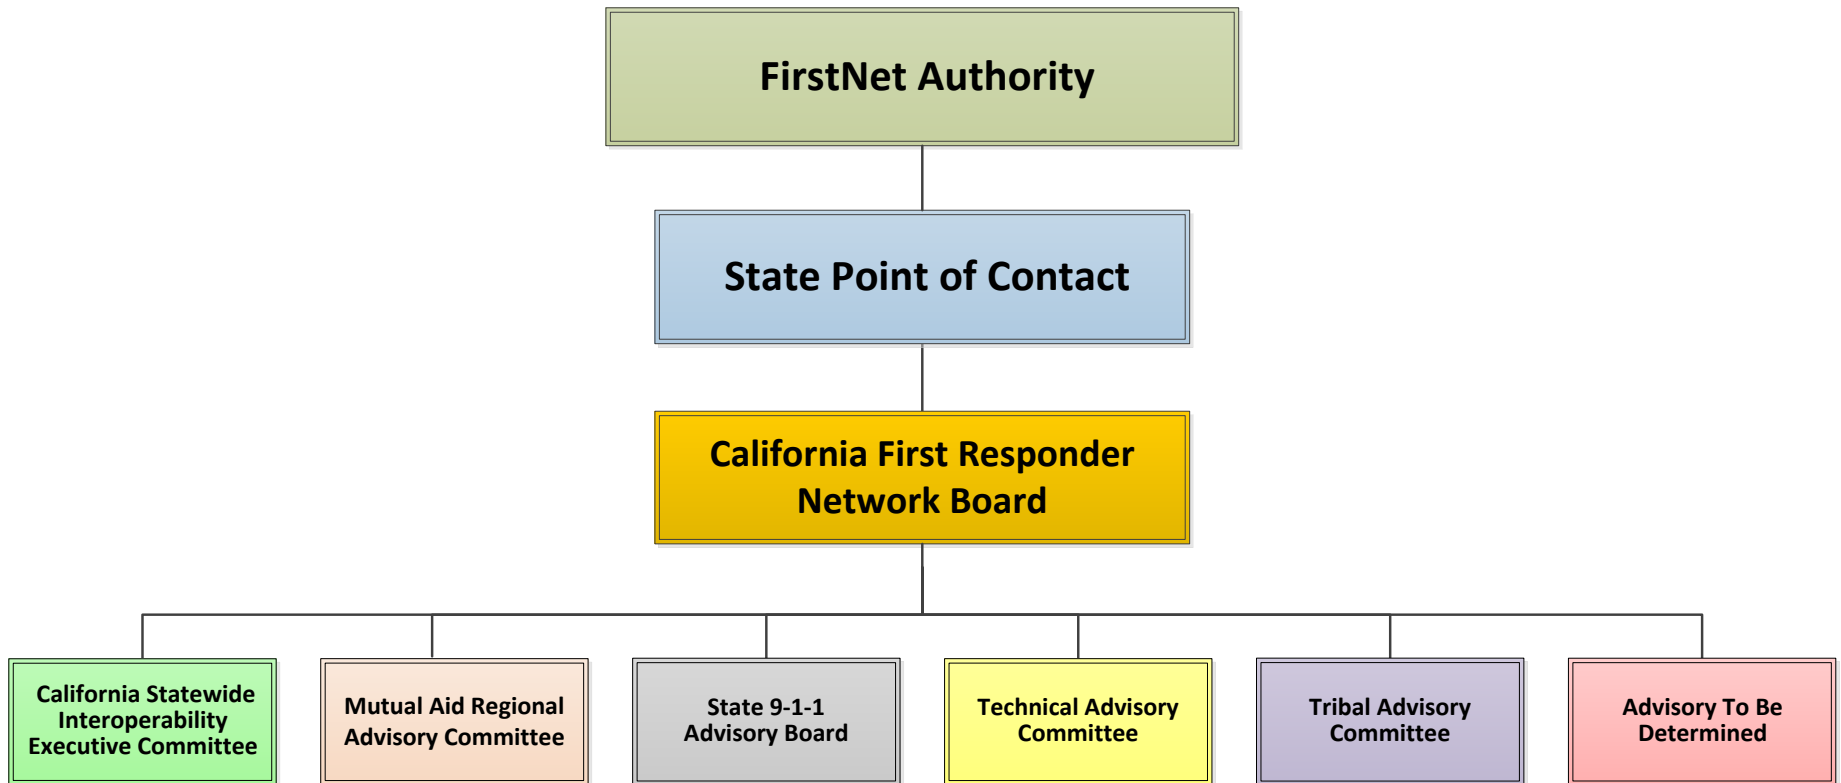 FirstNet Authority
State Point of Contact
California First Responder
Network Board
California Statewide
Interoperability
Executive Committee
Mutual Aid Regional
Advisory Committee
State 9-1-1
Advisory Board
Technical Advisory
Committee
Tribal Advisory
Committee
Advisory To Be
Determined